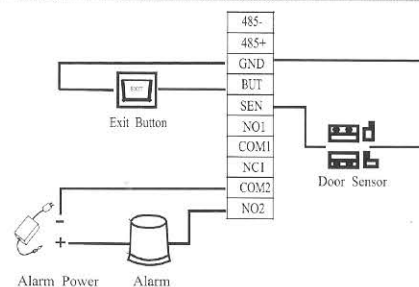 485-
485+
GND
BUT
SEN
NO1
COM1
NC1
COM2
NO2
EXIT
Exit Button
Door Sensor
-
+
Alarm Power
Alarm